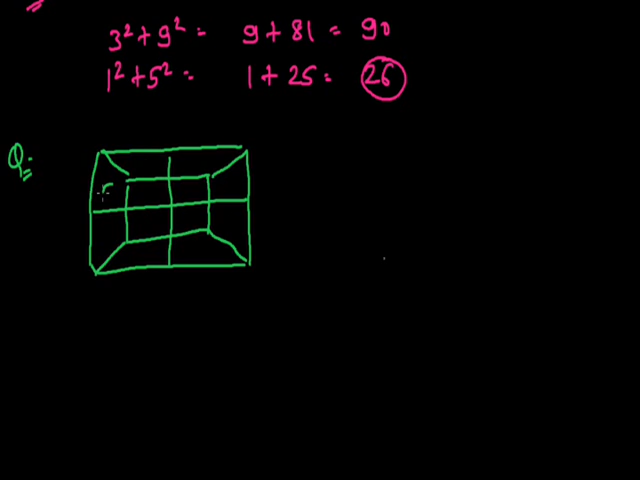 3² + 9² = 9 + 81 = 90
1² + 5² = 1 + 25 = 26
Q: